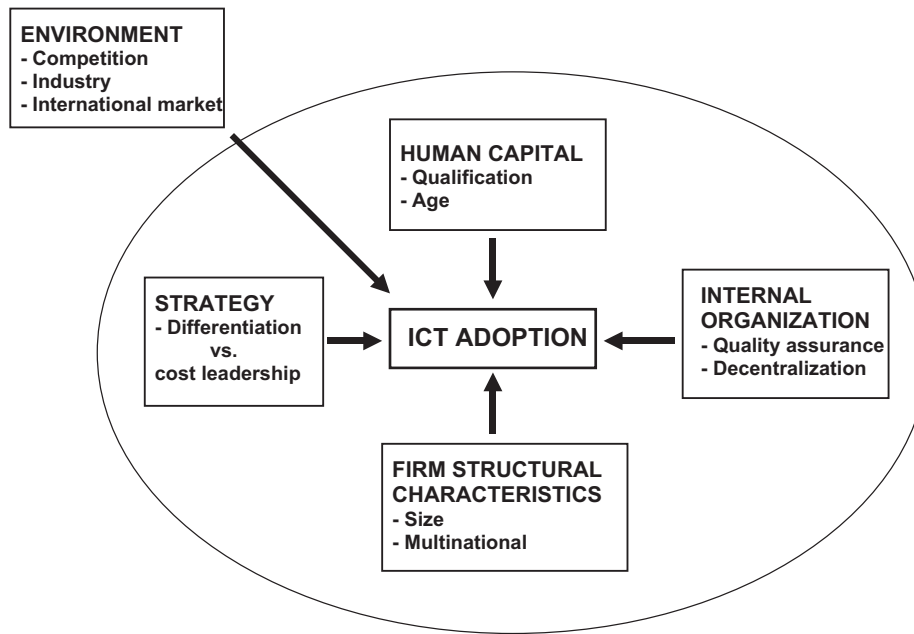 ENVIRONMENT
- Competition
- Industry
- International market
HUMAN CAPITAL
- Qualification
- Age
STRATEGY
- Differentiation
vs.
cost leadership
ICT ADOPTION
INTERNAL
ORGANIZATION
- Quality assurance
- Decentralization
FIRM STRUCTURAL
CHARACTERISTICS
- Size
- Multinational